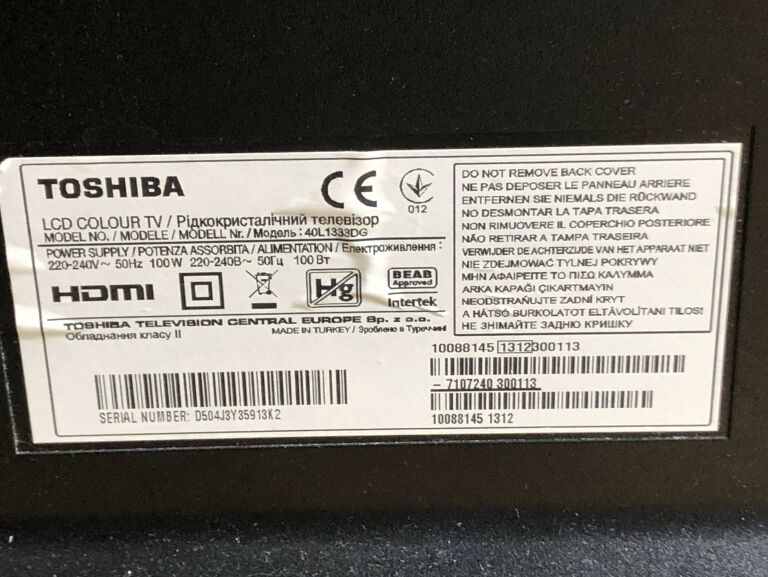 TOSHIBA
CE
012
LCD COLOUR TV / Рідкокристалічний телевізор
MODEL NO. / MODELE / MODELL Nr. / Модель : 40L1333DG
POWER SUPPLY / POTENZA ASSORBITA / ALIMENTATION / Електроживлення :
220-240V~ 50Hz 100W 220-240В~ 50Гц 100 Вт
HDMI
Hg
BEAB
Approved
Intertek
TOSHIBA TELEVISION CENTRAL EUROPE Sp. z o.o.
Обладнання класу II
MADE IN TURKEY / Зроблено в Туреччині
SERIAL NUMBER: D504J3Y35913K2
DO NOT REMOVE BACK COVER
NE PAS DEPOSER LE PANNEAU ARRIERE
ENTFERNEN SIE NIEMALS DIE RÜCKWAND
NO DESMONTAR LA TAPA TRASERA
NON RIMUOVERE IL COPERCHIO POSTERIORE
NÃO RETIRAR A TAMPA TRASEIRA
VERWIJDER DE ACHTERZIJDE VAN HET APPARAAT NIET
NIE ZDEJMOWAĆ TYLNEJ POKRYWY
ΜΗΝ ΑΦΑΙΡΕΙΤΕ ΤΟ ΠΙΣΩ ΚΑΛΥΜΜΑ
ARKA KAPAĞI ÇIKARTMAYIN
NEODSTRAŇUJTE ZADNÍ KRYT
A HÁTSÓ BURKOLATOT ELTÁVOLÍTANI TILOS!
НЕ ЗНІМАЙТЕ ЗАДНЮ КРИШКУ
10088145 1312300113
- 7107240 300113
10088145 1312